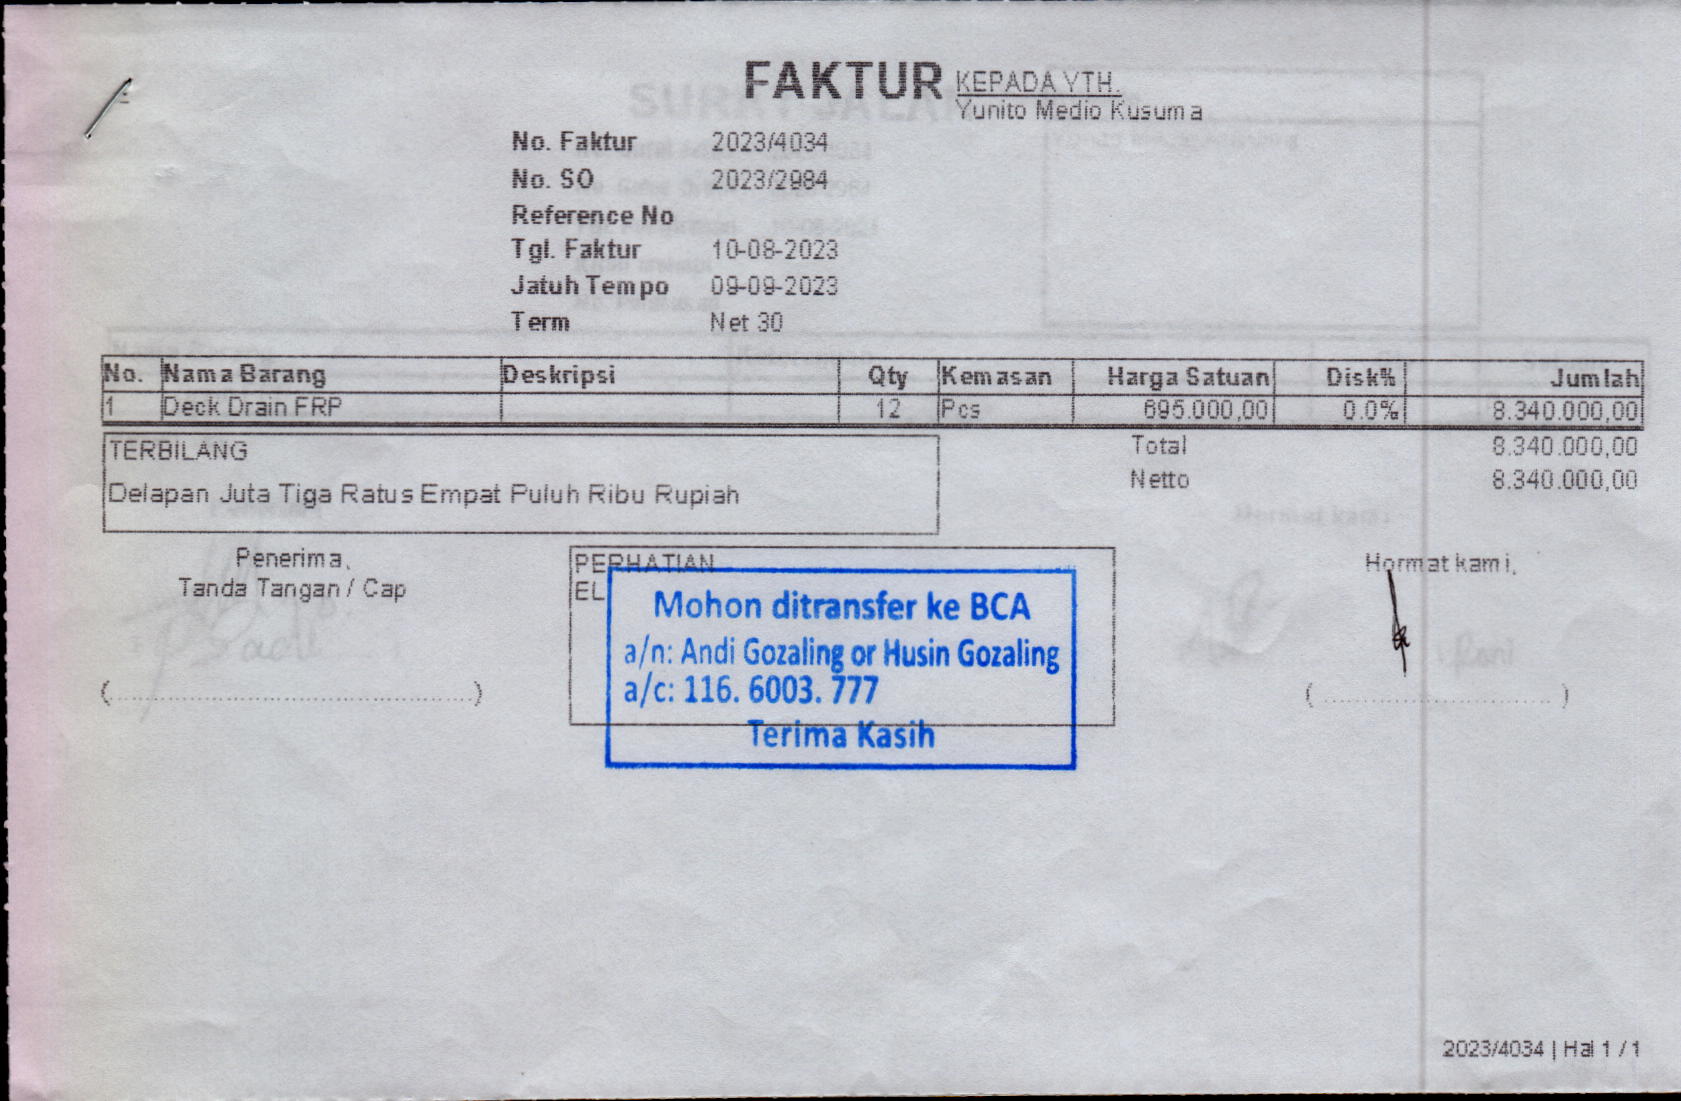 FAKTUR
KEPADA YTH.
Yunito Medio Kusuma
No. Faktur 2023/4034
No. SO 2023/2984
Reference No
Tgl. Faktur 10-08-2023
Jatuh Tempo 09-09-2023
Term Net 30
No. Nama Barang Deskripsi Qty Kemasan Harga Satuan Disk% Jumlah
1 Deck Drain FRP 12 Pcs 695.000,00 0.0% 8.340.000,00
TERBILANG
Delapan Juta Tiga Ratus Empat Puluh Ribu Rupiah
Total 8.340.000,00
Netto 8.340.000,00
Penerima,
Tanda Tangan / Cap
PERHATIAN
EL
Mohon ditransfer ke BCA
a/n: Andi Gozaling or Husin Gozaling
a/c: 116. 6003. 777
Terima Kasih
Hormat kami,
2023/4034 | Hal 1 / 1